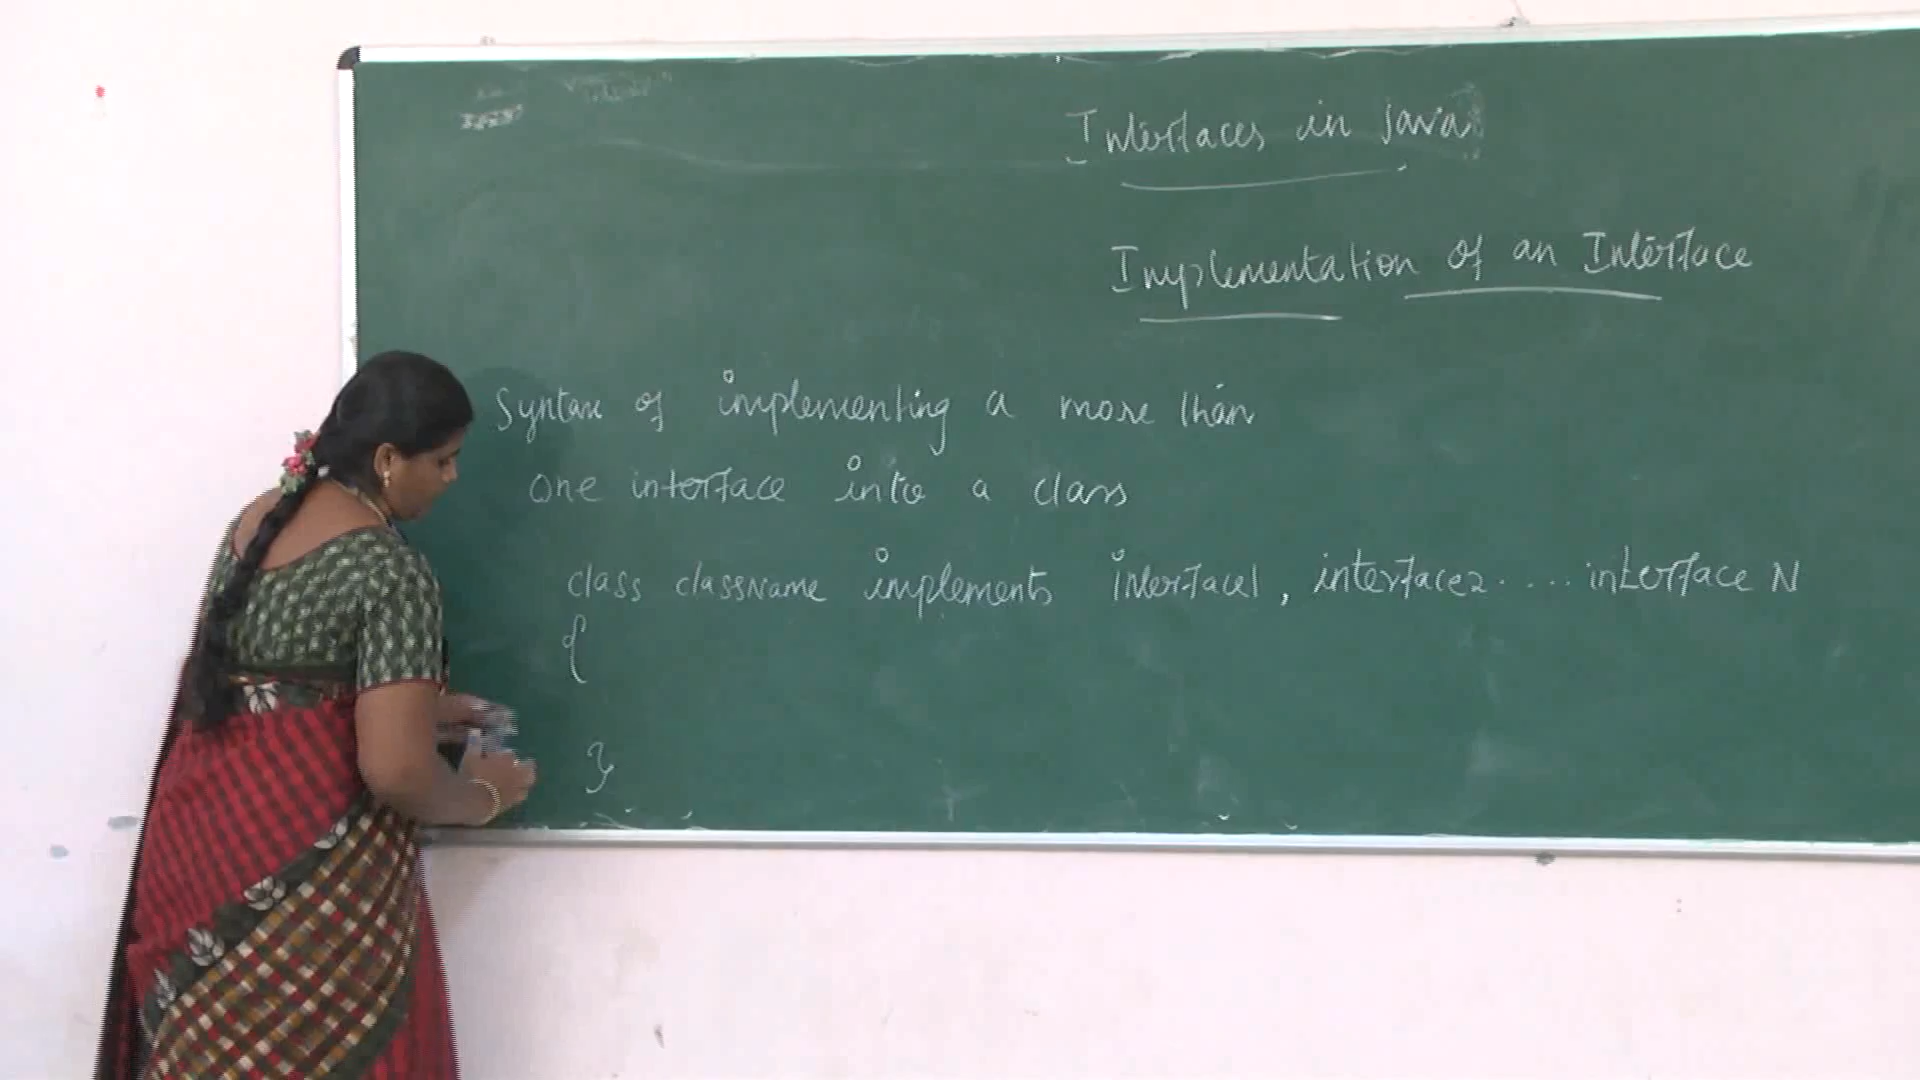 Interfaces in java
Implementation of an Interface
Syntax of implementing a more than
one interface into a class
class classname implements interface1, interface2.....interface N
{
}